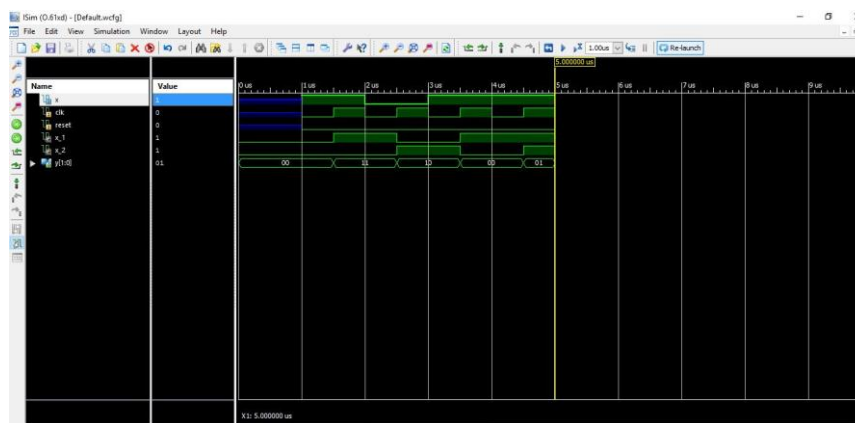 ISim (O.61xd) - [Default.wcfg]
File Edit View Simulation Window Layout Help
1.00us Re-launch
5.000000 us
Name Value
0 us 1 us 2 us 3 us 4 us 5 us 6 us 7 us 8 us 9 us
x 1
clk 0
reset 0
x_1 1
x_2 1
y[1:0] 01 00 11 10 00 01
X1: 5.000000 us